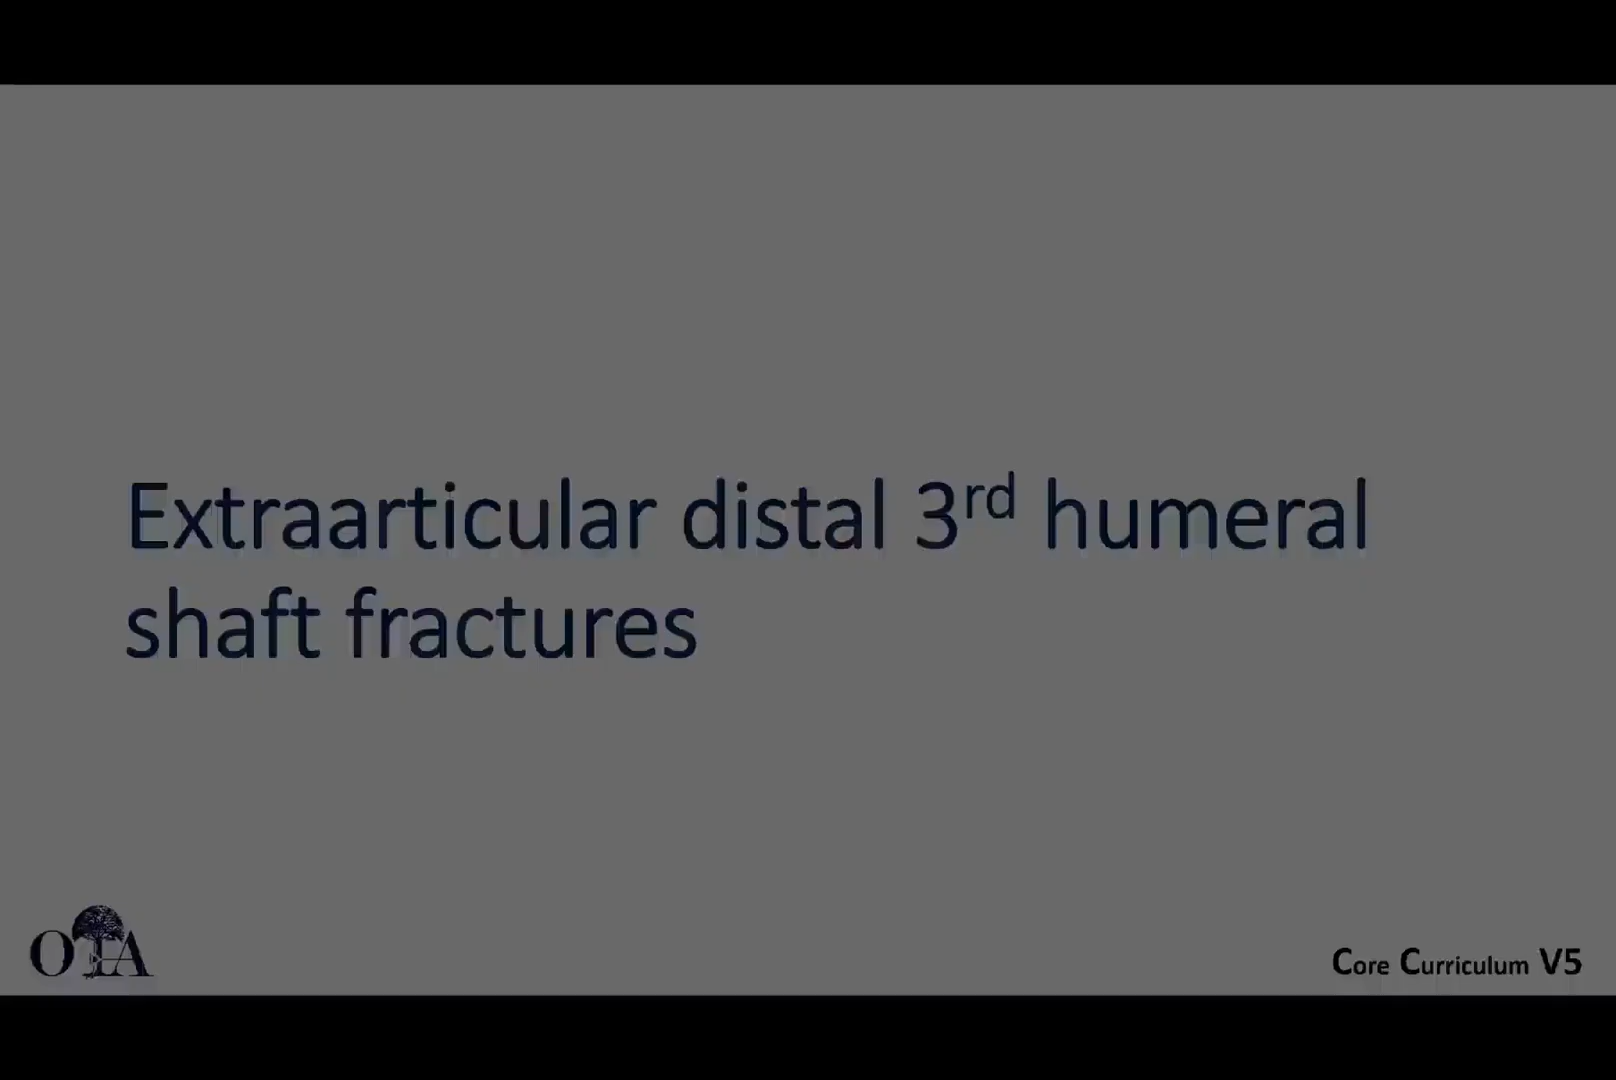 Extraarticular distal 3rd humeral
shaft fractures
OTA
Core Curriculum V5